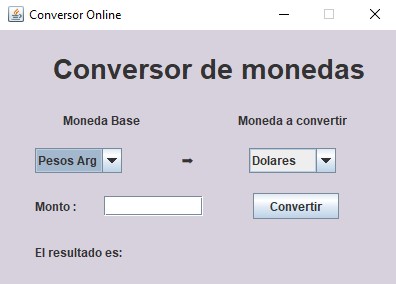 Conversor Online
Conversor de monedas
Moneda Base Moneda a convertir
Pesos Arg ➡ Dolares
Monto : Convertir
El resultado es: